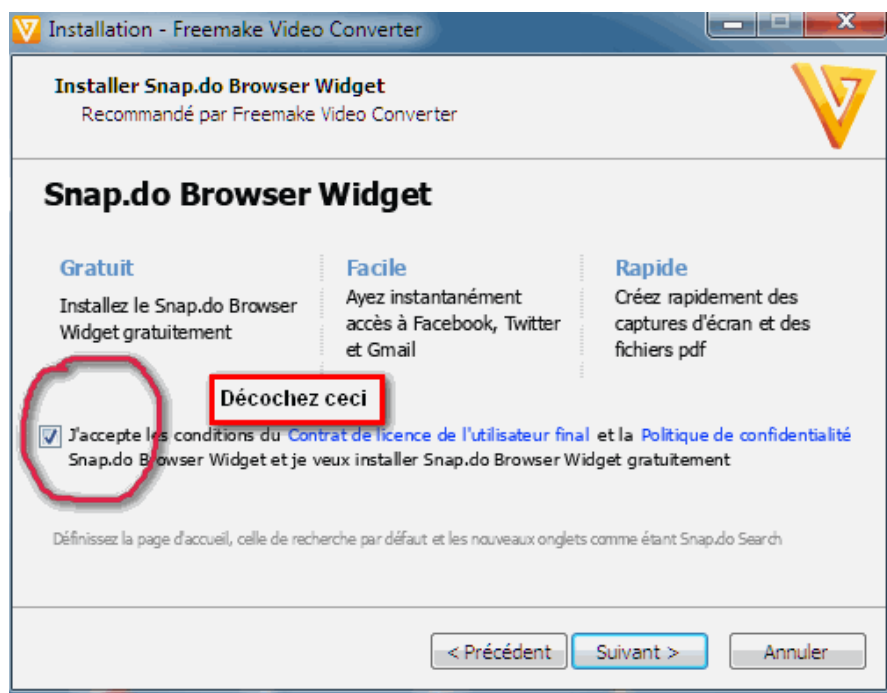 Installation - Freemake Video Converter
Installer Snap.do Browser Widget
Recommandé par Freemake Video Converter
Snap.do Browser Widget
Gratuit
Installez le Snap.do Browser
Widget gratuitement
Facile
Ayez instantanément
accès à Facebook, Twitter
et Gmail
Rapide
Créez rapidement des
captures d'écran et des
fichiers pdf
Décochez ceci
J'accepte les conditions du Contrat de licence de l'utilisateur final et la Politique de confidentialité
Snap.do Browser Widget et je veux installer Snap.do Browser Widget gratuitement
Définissez la page d'accueil, celle de recherche par défaut et les nouveaux onglets comme étant Snap.do Search
< Précédent
Suivant >
Annuler